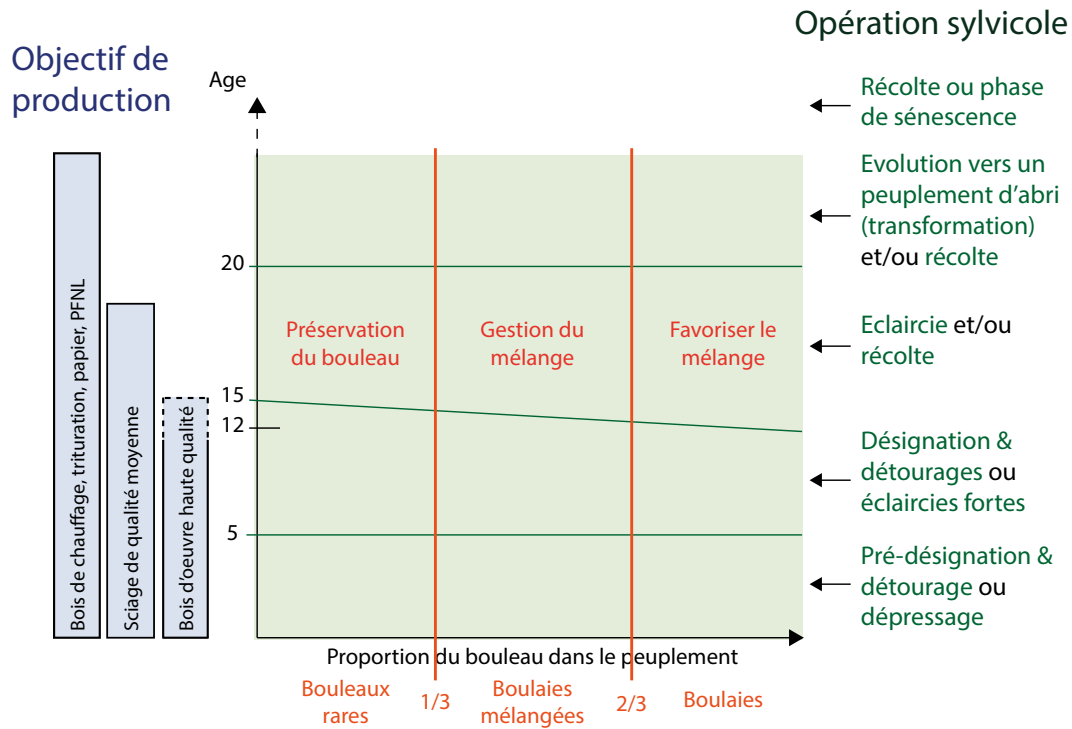 Opération sylvicole
Objectif de
production
Age
Récolte ou phase
de sénescence
Evolution vers un
peuplement d'abri
(transformation)
et/ou récolte
20
Préservation
du bouleau
Gestion du
mélange
Favoriser le
mélange
Eclaircie et/ou
récolte
15
12
Désignation &
détourages ou
éclaircies fortes
5
Pré-désignation &
détourage ou
dépressage
Bois de chauffage, trituration, papier, PFNL
Sciage de qualité moyenne
Bois d'oeuvre haute qualité
Proportion du bouleau dans le peuplement
Bouleaux
rares
1/3
Boulaies
mélangées
2/3
Boulaies